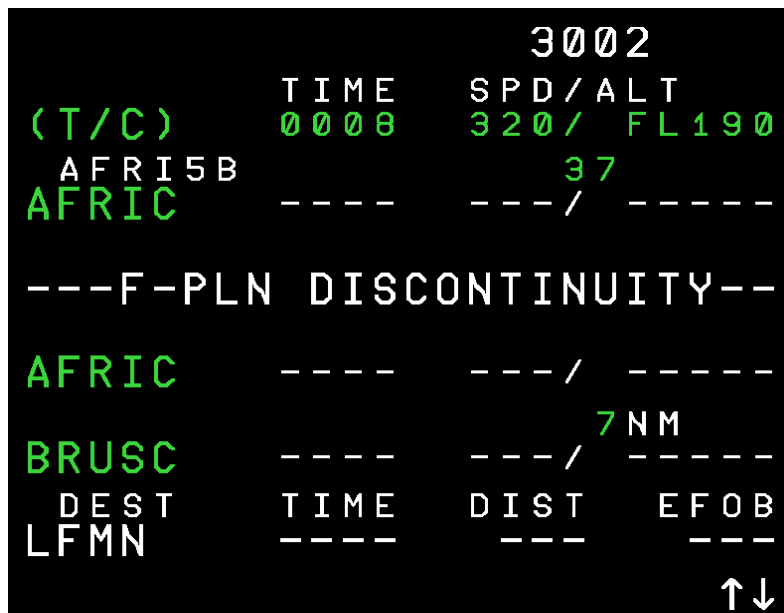 3002
TIME SPD/ALT
(T/C) 0008 320/ FL190
AFRI5B 37
AFRIC ---- ---/ -----
---F-PLN DISCONTINUITY--
AFRIC ---- ---/ -----
7NM
BRUSC ---- ---/ -----
DEST TIME DIST EFOB
LFMN ---- --- ---
↑↓